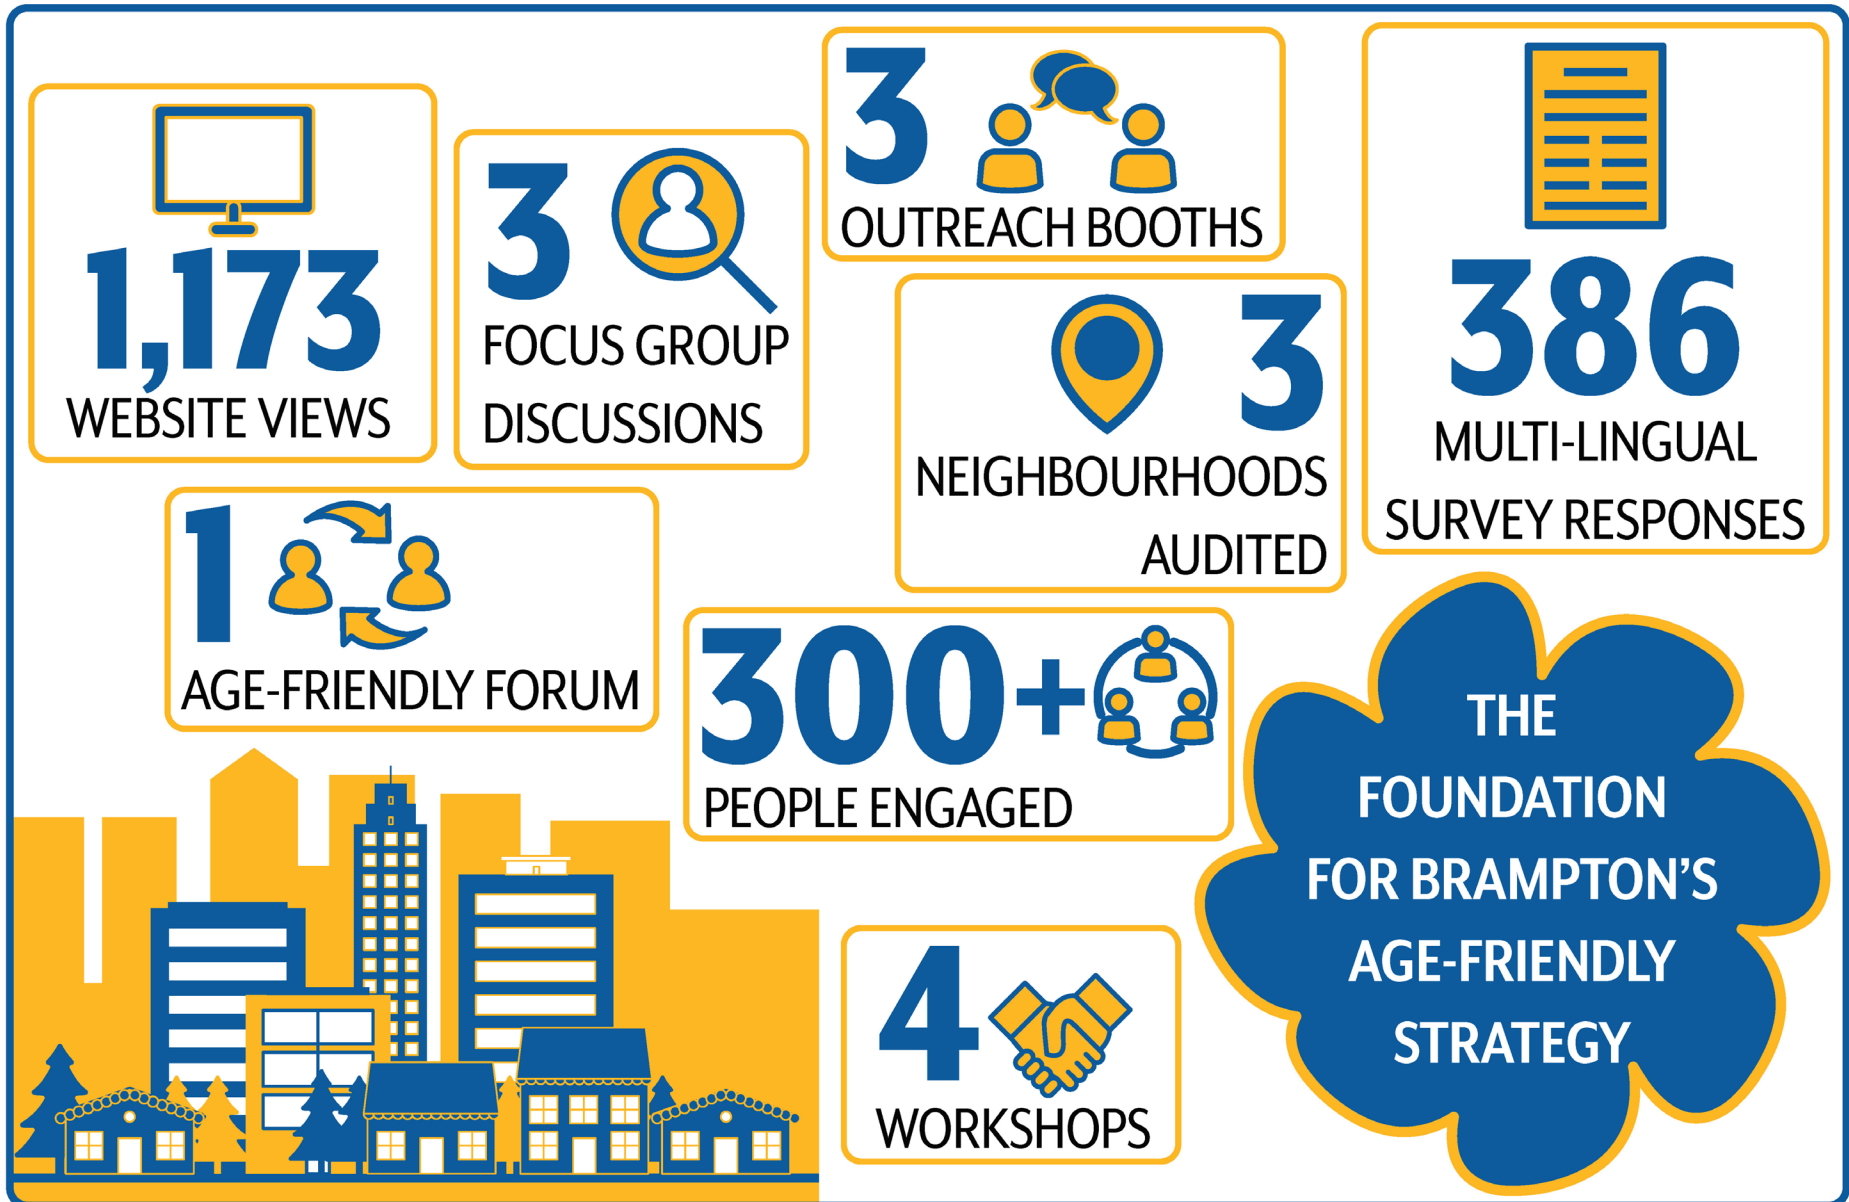 1,173
WEBSITE VIEWS
3
FOCUS GROUP
DISCUSSIONS
3
OUTREACH BOOTHS
3
NEIGHBOURHOODS
AUDITED
386
MULTI-LINGUAL
SURVEY RESPONSES
1
AGE-FRIENDLY FORUM
300+
PEOPLE ENGAGED
4
WORKSHOPS
THE
FOUNDATION
FOR BRAMPTON’S
AGE-FRIENDLY
STRATEGY